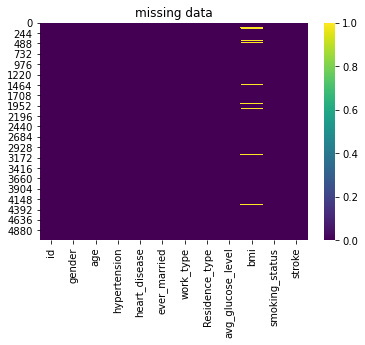 missing data
0
244
488
732
976
1220
1464
1708
1952
2196
2440
2684
2928
3172
3416
3660
3904
4148
4392
4636
4880
1.0
0.8
0.6
0.4
0.2
0.0
id
gender
age
hypertension
heart_disease
ever_married
work_type
Residence_type
avg_glucose_level
bmi
smoking_status
stroke